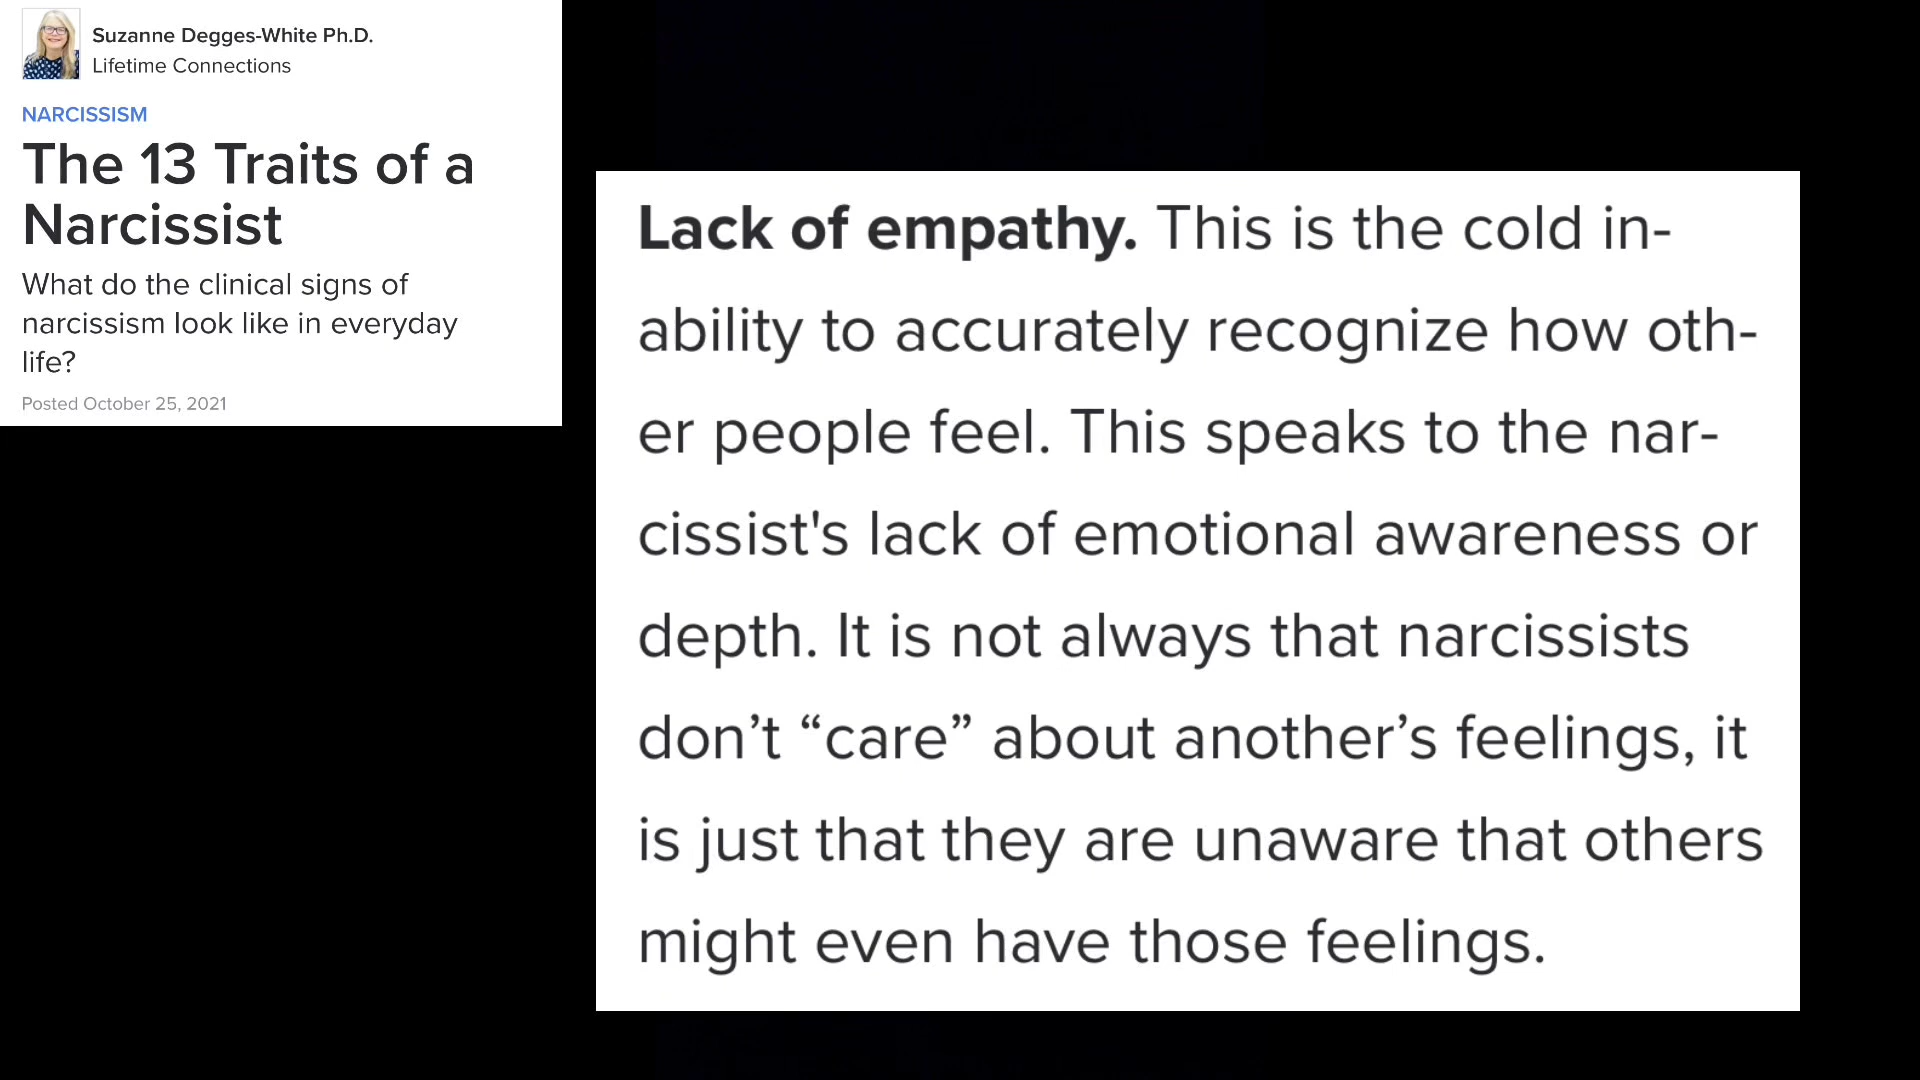 Suzanne Degges-White Ph.D.
Lifetime Connections
NARCISSISM
The 13 Traits of a
Narcissist
What do the clinical signs of
narcissism look like in everyday
life?
Posted October 25, 2021
Lack of empathy. This is the cold in-
ability to accurately recognize how oth-
er people feel. This speaks to the nar-
cissist's lack of emotional awareness or
depth. It is not always that narcissists
don’t “care” about another’s feelings, it
is just that they are unaware that others
might even have those feelings.